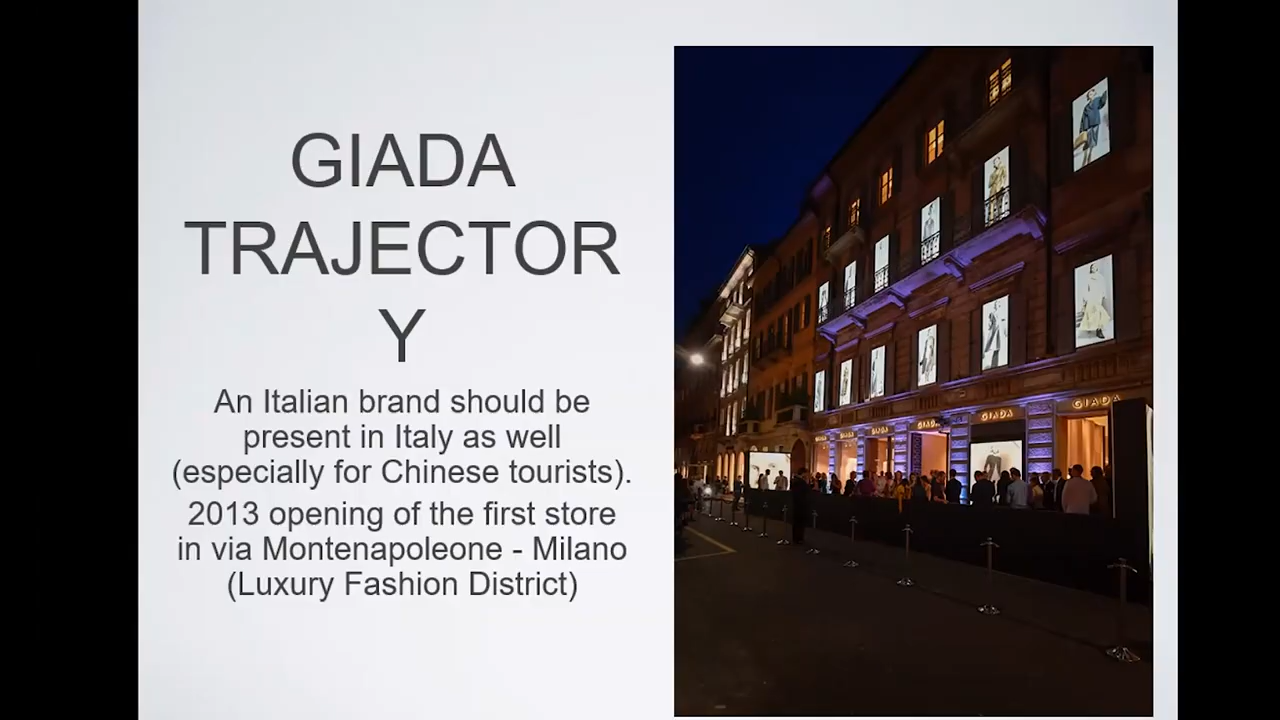 GIADA
TRAJECTOR
Y
An Italian brand should be
present in Italy as well
(especially for Chinese tourists).
2013 opening of the first store
in via Montenapoleone - Milano
(Luxury Fashion District)
GIADA
GIADA
GIADA